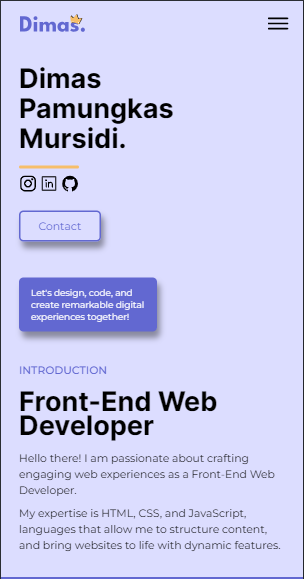 Dimas.
Dimas
Pamungkas
Mursidi.
Contact
Let's design, code, and
create remarkable digital
experiences together!
INTRODUCTION
Front-End Web
Developer
Hello there! I am passionate about crafting
engaging web experiences as a Front-End Web
Developer.
My expertise is HTML, CSS, and JavaScript,
languages that allow me to structure content,
and bring websites to life with dynamic features.